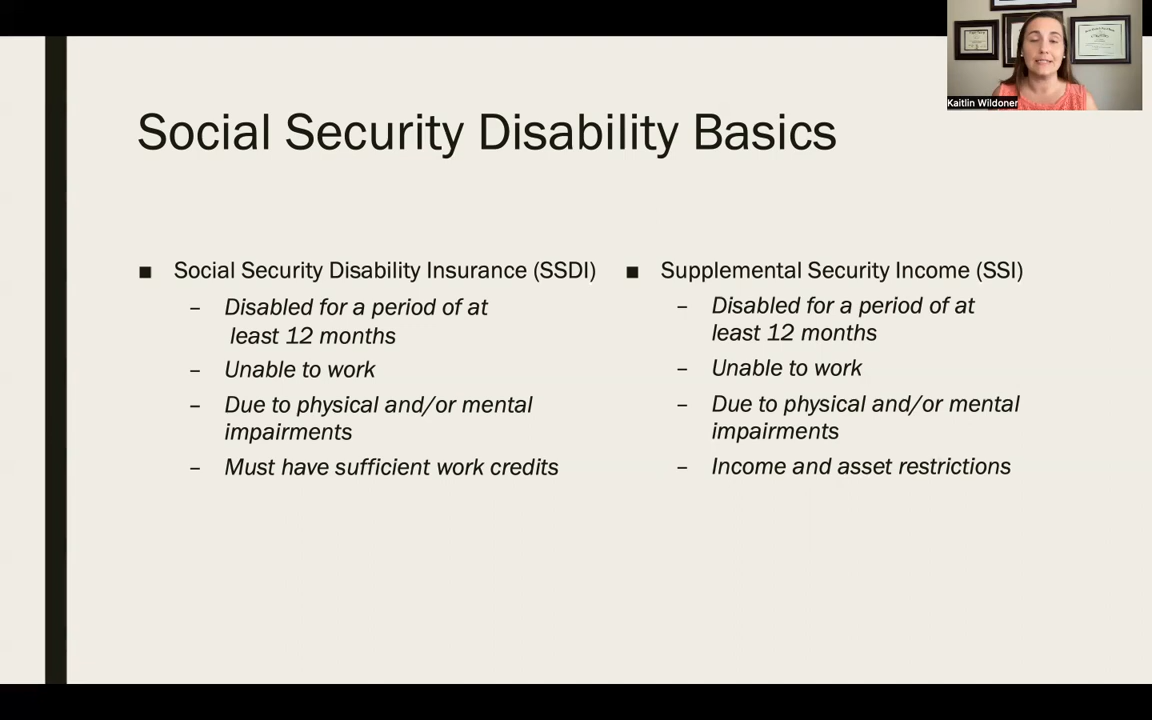 Kaitlin Wildoner
Social Security Disability Basics
■ Social Security Disability Insurance (SSDI)
– Disabled for a period of at
least 12 months
– Unable to work
– Due to physical and/or mental
impairments
– Must have sufficient work credits
■ Supplemental Security Income (SSI)
– Disabled for a period of at
least 12 months
– Unable to work
– Due to physical and/or mental
impairments
– Income and asset restrictions